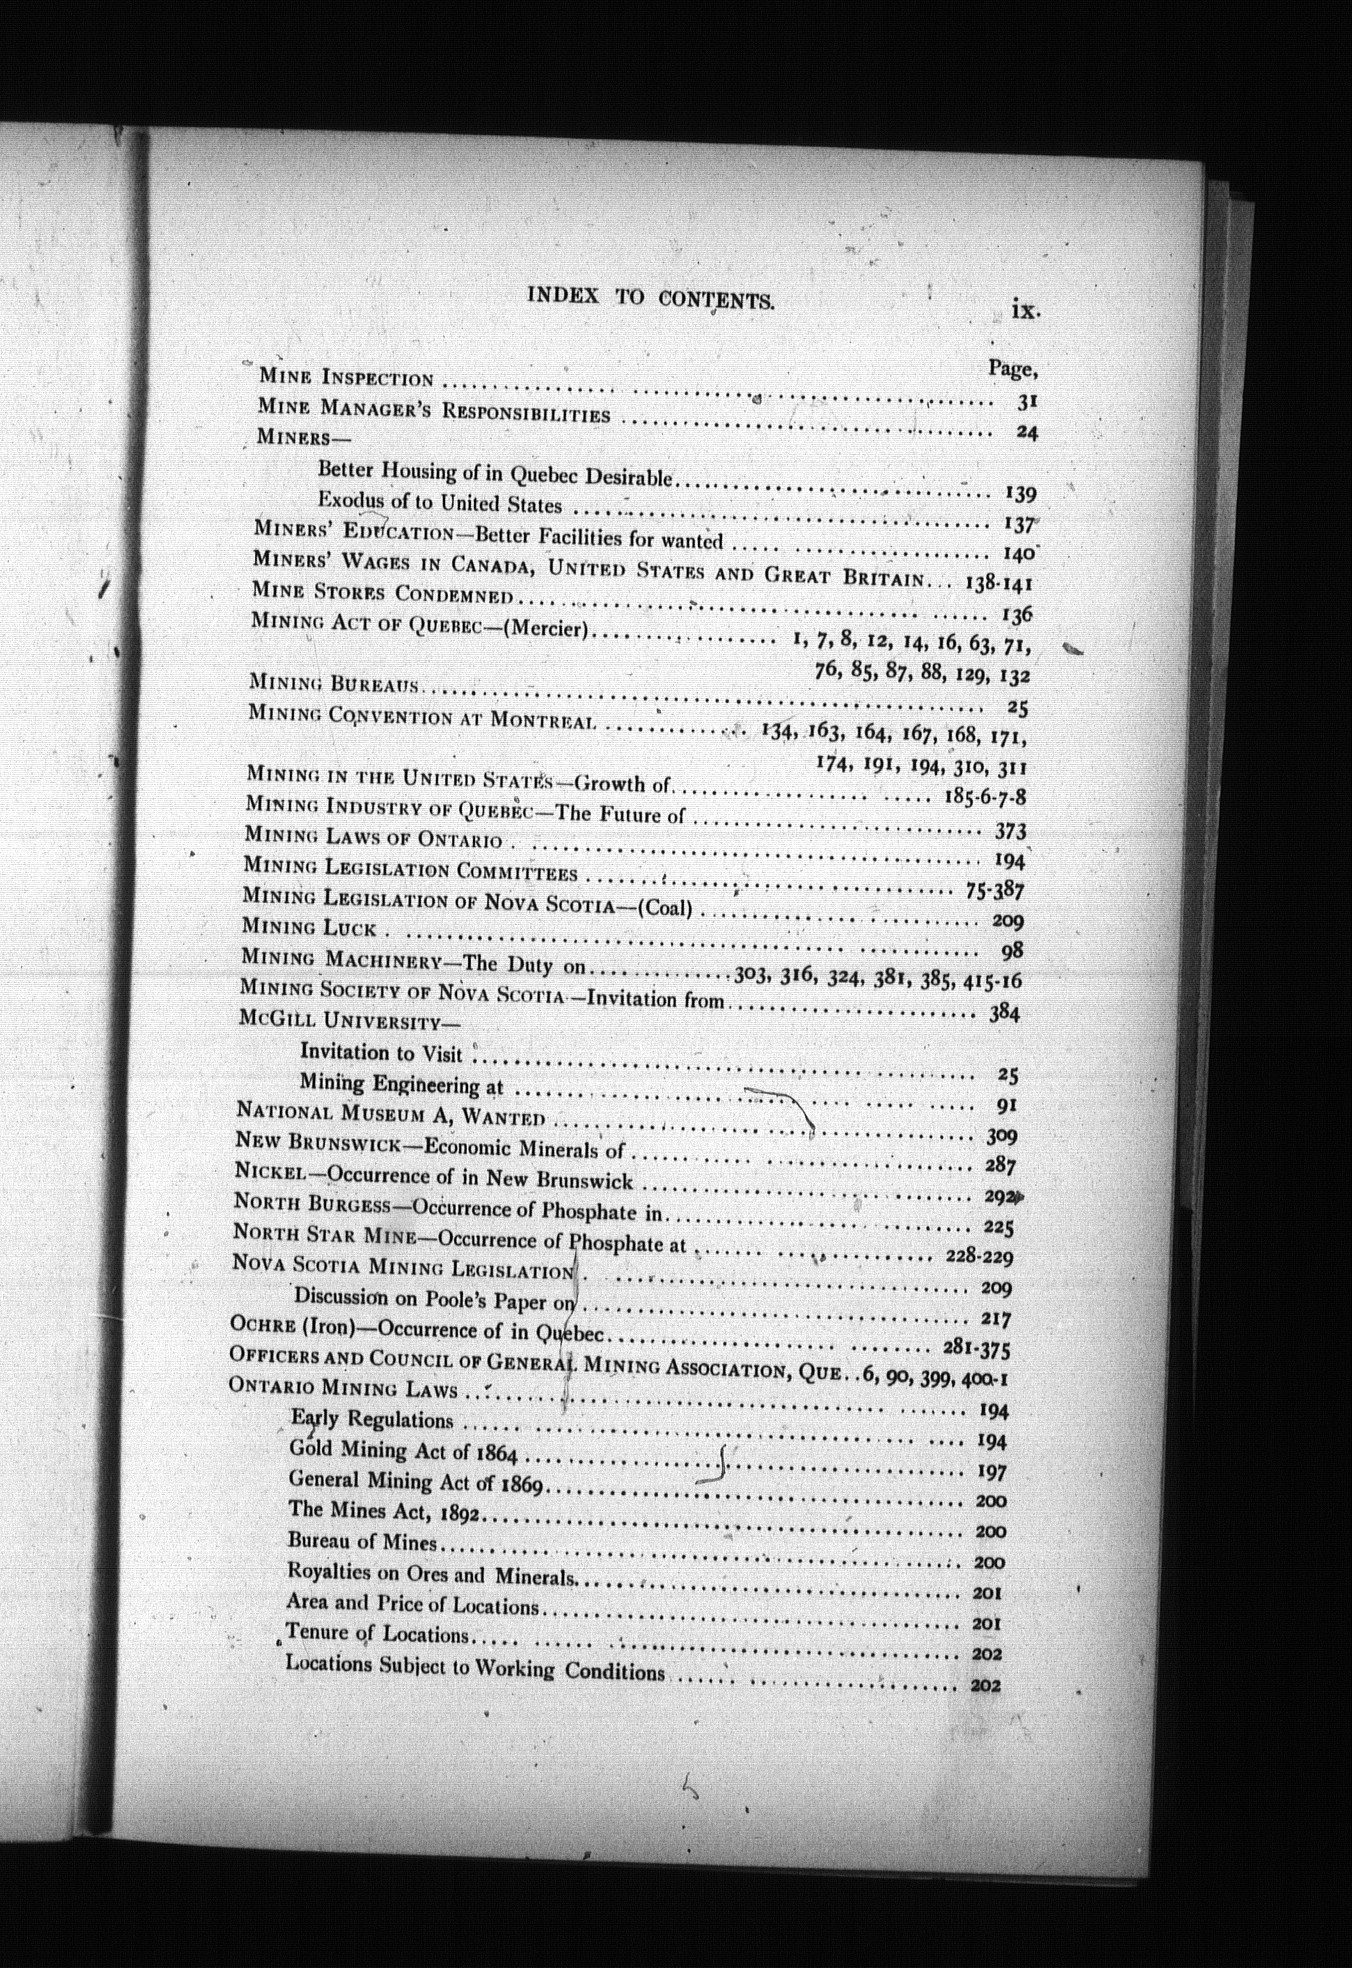 INDEX TO CONTENTS. ix.
Page,
MINE INSPECTION ........ 31
MINE MANAGER'S RESPONSIBILITIES ........ 24
MINERS—
Better Housing of in Quebec Desirable........ 139
Exodus of to United States ........ 137
MINERS' EDUCATION—Better Facilities for wanted ........ 140
MINERS' WAGES IN CANADA, UNITED STATES AND GREAT BRITAIN... 138-141
MINE STORES CONDEMNED........ 136
MINING ACT OF QUEBEC—(Mercier)........ 1, 7, 8, 12, 14, 16, 63, 71,
76, 85, 87, 88, 129, 132
MINING BUREAUS........ 25
MINING CONVENTION AT MONTREAL ........ 134, 163, 164, 167, 168, 171,
174, 191, 194, 310, 311
MINING IN THE UNITED STATES—Growth of........ 185-6-7-8
MINING INDUSTRY OF QUEBEC—The Future of ........ 373
MINING LAWS OF ONTARIO ........ 194
MINING LEGISLATION COMMITTEES ........ 75-387
MINING LEGISLATION OF NOVA SCOTIA—(Coal) ........ 209
MINING LUCK ........ 98
MINING MACHINERY—The Duty on........ 303, 316, 324, 381, 385, 415-16
MINING SOCIETY OF NOVA SCOTIA—Invitation from........ 384
MCGILL UNIVERSITY—
Invitation to Visit ........ 25
Mining Engineering at ........ 91
NATIONAL MUSEUM A, WANTED ........ 309
NEW BRUNSWICK—Economic Minerals of ........ 287
NICKEL—Occurrence of in New Brunswick ........ 292
NORTH BURGESS—Occurrence of Phosphate in........ 225
NORTH STAR MINE—Occurrence of Phosphate at ........ 228-229
NOVA SCOTIA MINING LEGISLATION ........ 209
Discussion on Poole's Paper on ........ 217
OCHRE (Iron)—Occurrence of in Quebec........ 281-375
OFFICERS AND COUNCIL OF GENERAL MINING ASSOCIATION, QUE..6, 90, 399, 400-1
ONTARIO MINING LAWS ........ 194
Early Regulations ........ 194
Gold Mining Act of 1864 ........ 197
General Mining Act of 1869........ 200
The Mines Act, 1892........ 200
Bureau of Mines........ 200
Royalties on Ores and Minerals........ 201
Area and Price of Locations........ 201
Tenure of Locations........ 202
Locations Subject to Working Conditions ........ 202